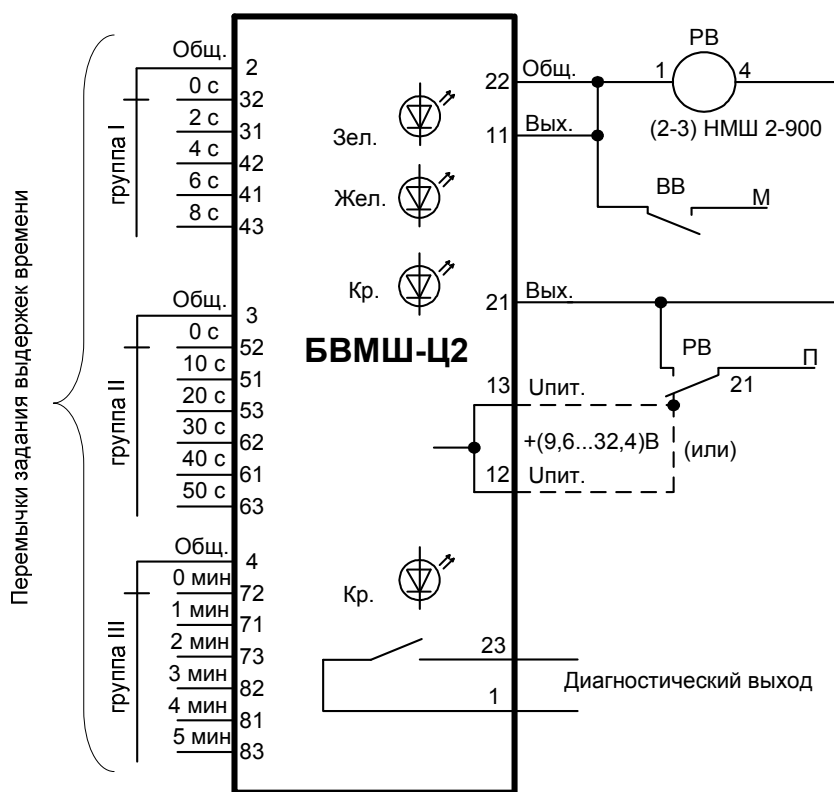 Перемычки задания выдержек времени
группа I
Общ. 2
0 с 32
2 с 31
4 с 42
6 с 41
8 с 43
группа II
Общ. 3
0 с 52
10 с 51
20 с 53
30 с 62
40 с 61
50 с 63
группа III
Общ. 4
0 мин 72
1 мин 71
2 мин 73
3 мин 82
4 мин 81
5 мин 83
Зел.
Жел.
Кр.
БВМШ-Ц2
Кр.
22 Общ.
11 Вых.
РВ
1 4
(2-3) НМШ 2-900
ВВ М
21 Вых.
РВ П
21
13 Uпит.
+(9,6...32,4)В (или)
12 Uпит.
23
Диагностический выход
1